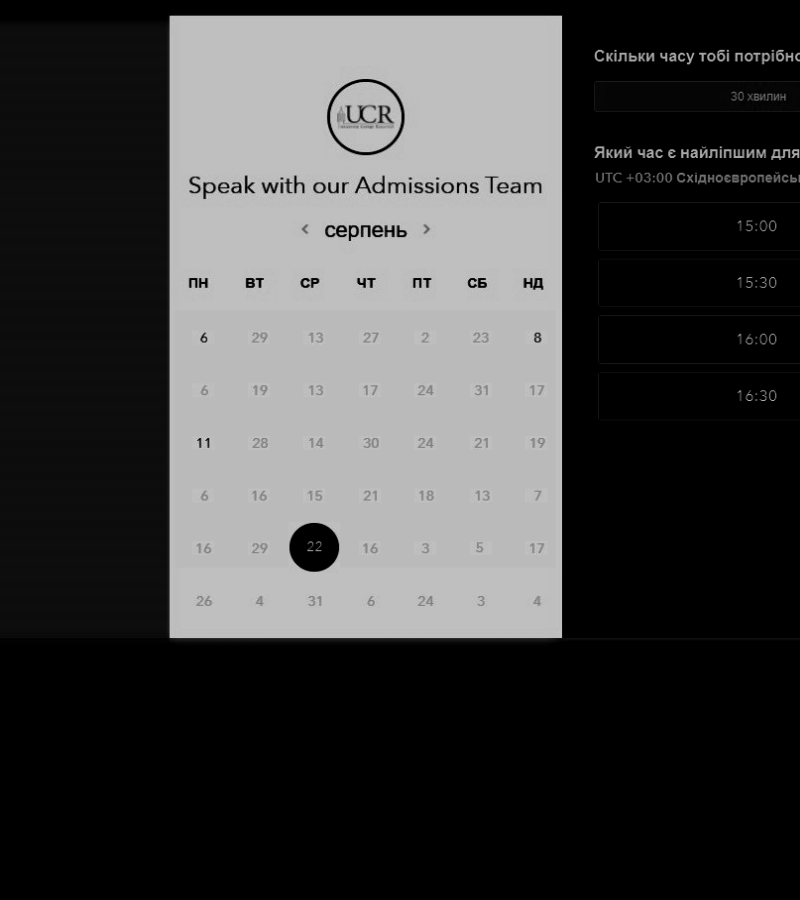 UCR
Speak with our Admissions Team
серпень
ПН ВТ СР ЧТ ПТ СБ НД
6 29 13 27 2 23 8
6 19 13 17 24 31 17
11 28 14 30 24 21 19
6 16 15 21 18 13 7
16 29 22 16 3 5 17
26 4 31 6 24 3 4
Скільки часу тобі потрібно
30 хвилин
Який час є найліпшим для
UTC +03:00 Східноєвропейсь
15:00
15:30
16:00
16:30